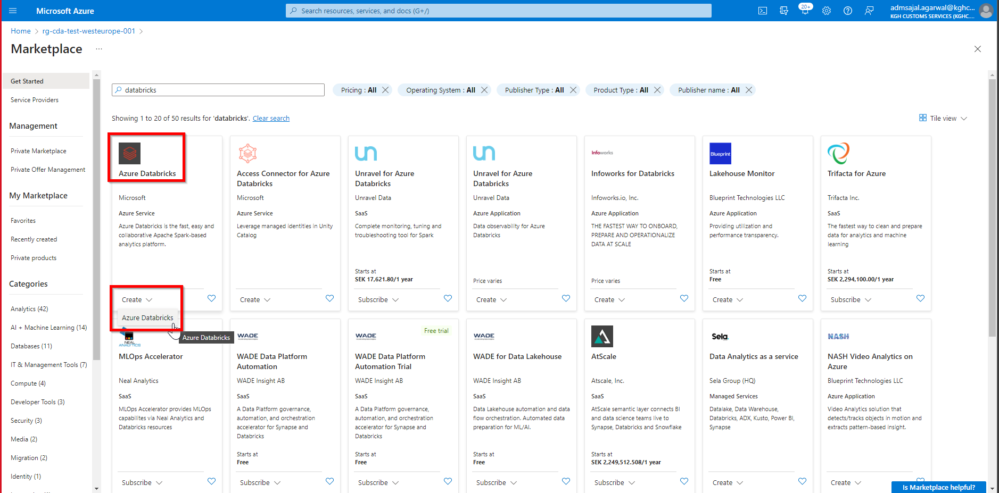 Microsoft Azure
Search resources, services, and docs (G+/)
20+
admsajal.agarwal@kghc...
KGH CUSTOMS SERVICES (KGHC....
Home > rg-cda-test-westeurope-001 >
Marketplace ...
Get Started
Service Providers
Management
Private Marketplace
Private Offer Management
My Marketplace
Favorites
Recently created
Private products
Categories
Analytics (42)
AI + Machine Learning (14)
Databases (11)
IT & Management Tools (7)
Compute (4)
Developer Tools (3)
Security (3)
Media (2)
Migration (2)
Identity (1)
databricks
Pricing : All
Operating System : All
Publisher Type : All
Product Type : All
Publisher name : All
Showing 1 to 20 of 50 results for 'databricks'. Clear search
Tile view
Azure Databricks
Microsoft
Azure Service
Azure Databricks is the fast, easy and
collaborative Apache Spark-based
analytics platform.
Create
Azure Databricks
Azure Databricks
Access Connector for Azure
Databricks
Microsoft
Azure Service
Leverage managed identities in Unity
Catalog
Create
un
Unravel for Azure
Databricks
Unravel Data
SaaS
Complete monitoring, tuning and
troubleshooting tool for Spark
Starts at
SEK 17,621.80/1 year
Subscribe
un
Unravel for Azure
Databricks
Unravel Data
Azure Application
Data observability for Azure
Databricks
Price varies
Create
Infoworks
Infoworks for Databricks
Infoworks.io, Inc.
Azure Application
THE FASTEST WAY TO ONBOARD,
PREPARE AND OPERATIONALIZE
DATA AT SCALE
Price varies
Create
Blueprint
Lakehouse Monitor
Blueprint Technologies LLC
Azure Application
Providing utilization and
performance transparency.
Starts at
Free
Create
Trifacta for Azure
Trifacta Inc.
SaaS
The fastest way to clean and prepare
data for analytics and machine
learning
Starts at
SEK 2,294,100.00/1 year
Subscribe
NEAL
ANALYTICS
MLOps Accelerator
Neal Analytics
SaaS
MLOps Accelerator provides MLOps
capabilites via Neal Analytics and
Databricks resources
Subscribe
WADE
WADE Data Platform
Automation
WADE Insight AB
SaaS
A Data Platform governance,
automation, and orchestration
accelerator for Synapse and
Databricks
Starts at
Free
Subscribe
WADE
Free trial
WADE Data Platform
Automation Trial
WADE Insight AB
SaaS
A Data Platform governance,
automation, and orchestration
accelerator for Synapse and
Databricks
Starts at
Free
Subscribe
WADE
WADE for Data Lakehouse
WADE Insight AB
SaaS
Data Lakehouse automation and data
flow orchestration. Automated data
preparation for ML/AI.
Starts at
Free
Subscribe
AtScale
Atscale, Inc.
SaaS
AtScale semantic layer connects BI
and data science teams live to
Synapse, Databricks and Snowflake
Starts at
SEK 2,249,512.508/1 year
Subscribe
Sela.
Data Analytics as a service
Sela Group (HQ)
Managed Services
Datalake, Data Warehouse,
Databricks, ADX, Kusto, Power BI,
Synapse
Create
NASH
NASH Video Analytics on
Azure
Blueprint Technologies LLC
Azure Application
Video Analytics solution that
detects/tracks objects in motion and
extracts pattern-based insight.
Create
Is Marketplace helpful?